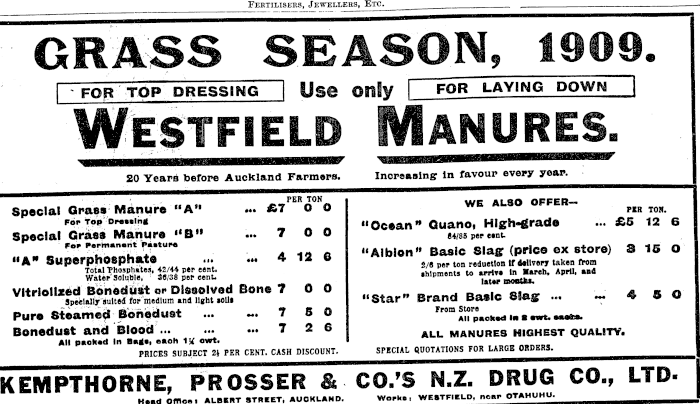 FERTILISERS, JEWELLERS, ETC.
GRASS SEASON, 1909.
FOR TOP DRESSING Use only FOR LAYING DOWN
WESTFIELD MANURES.
20 Years before Auckland Farmers. Increasing in favour every year.
PER TON
Special Grass Manure "A" ... £7 0 0
For Top Dressing
Special Grass Manure "B" ... 7 0 0
For Permanent Pasture
"A" Superphosphate ... ... 4 12 6
Total Phosphates, 42/44 per cent.
Water Soluble, 36/38 per cent.
Vitriolized Bonedust or Dissolved Bone 7 0 0
Specially suited for medium and light soils
Pure Steamed Bonedust ... ... 7 5 0
Bonedust and Blood ... ... ... 7 2 6
All packed in Bags, each 1¼ cwt.
PRICES SUBJECT 2½ PER CENT. CASH DISCOUNT.
WE ALSO OFFER—
PER TON.
"Ocean" Guano, High-grade ... £5 12 6
64/65 per cent.
"Albion" Basic Slag (price ex store) 3 15 0
2/6 per ton reduction if delivery taken from
shipments to arrive in March, April, and
later months.
"Star" Brand Basic Slag ... ... 4 5 0
From Store
All packed in 2 cwt. sacks.
ALL MANURES HIGHEST QUALITY.
SPECIAL QUOTATIONS FOR LARGE ORDERS.
KEMPTHORNE, PROSSER & CO.'S N.Z. DRUG CO., LTD.
Head Office: ALBERT STREET, AUCKLAND. Works: WESTFIELD, near OTAHUHU.